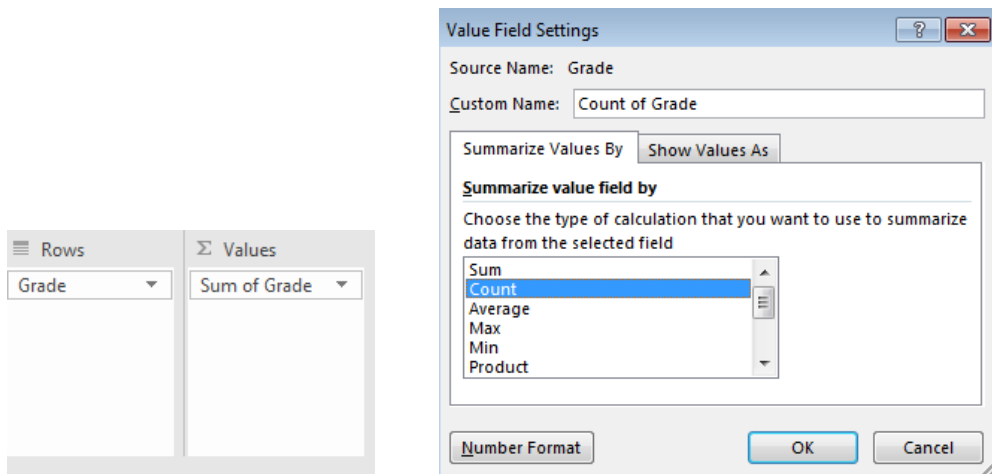 Rows
Σ Values
Grade
Sum of Grade
Value Field Settings
?
Source Name: Grade
Custom Name: Count of Grade
Summarize Values By
Show Values As
Summarize value field by
Choose the type of calculation that you want to use to summarize
data from the selected field
Sum
Count
Average
Max
Min
Product
Number Format
OK
Cancel